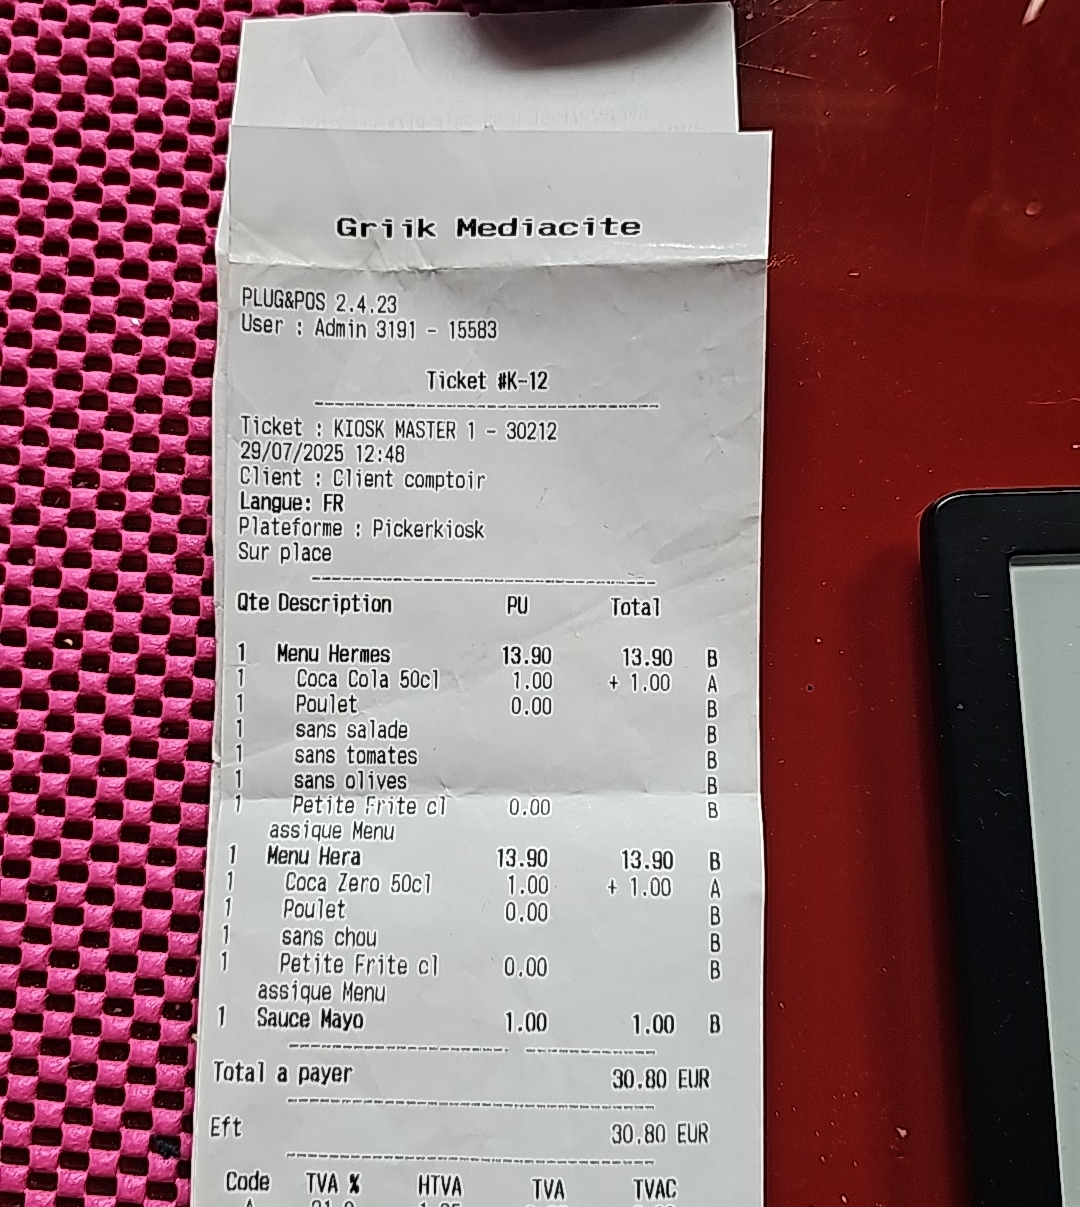 Griik Mediacite
PLUG&POS 2.4.23
User : Admin 3191 - 15583
Ticket #K-12
Ticket : KIOSK MASTER 1 - 30212
29/07/2025 12:48
Client : Client comptoir
Langue: FR
Plateforme : Pickerkiosk
Sur place
Qte Description PU Total
1 Menu Hermes 13.90 13.90 B
1 Coca Cola 50cl 1.00 + 1.00 A
1 Poulet 0.00 B
1 sans salade B
1 sans tomates B
1 sans olives B
1 Petite Frite cl 0.00 B
assique Menu
1 Menu Hera 13.90 13.90 B
1 Coca Zero 50cl 1.00 + 1.00 A
1 Poulet 0.00 B
1 sans chou B
1 Petite Frite cl 0.00 B
assique Menu
1 Sauce Mayo 1.00 1.00 B
Total a payer 30.80 EUR
Eft 30.80 EUR
Code TVA % HTVA TVA TVAC